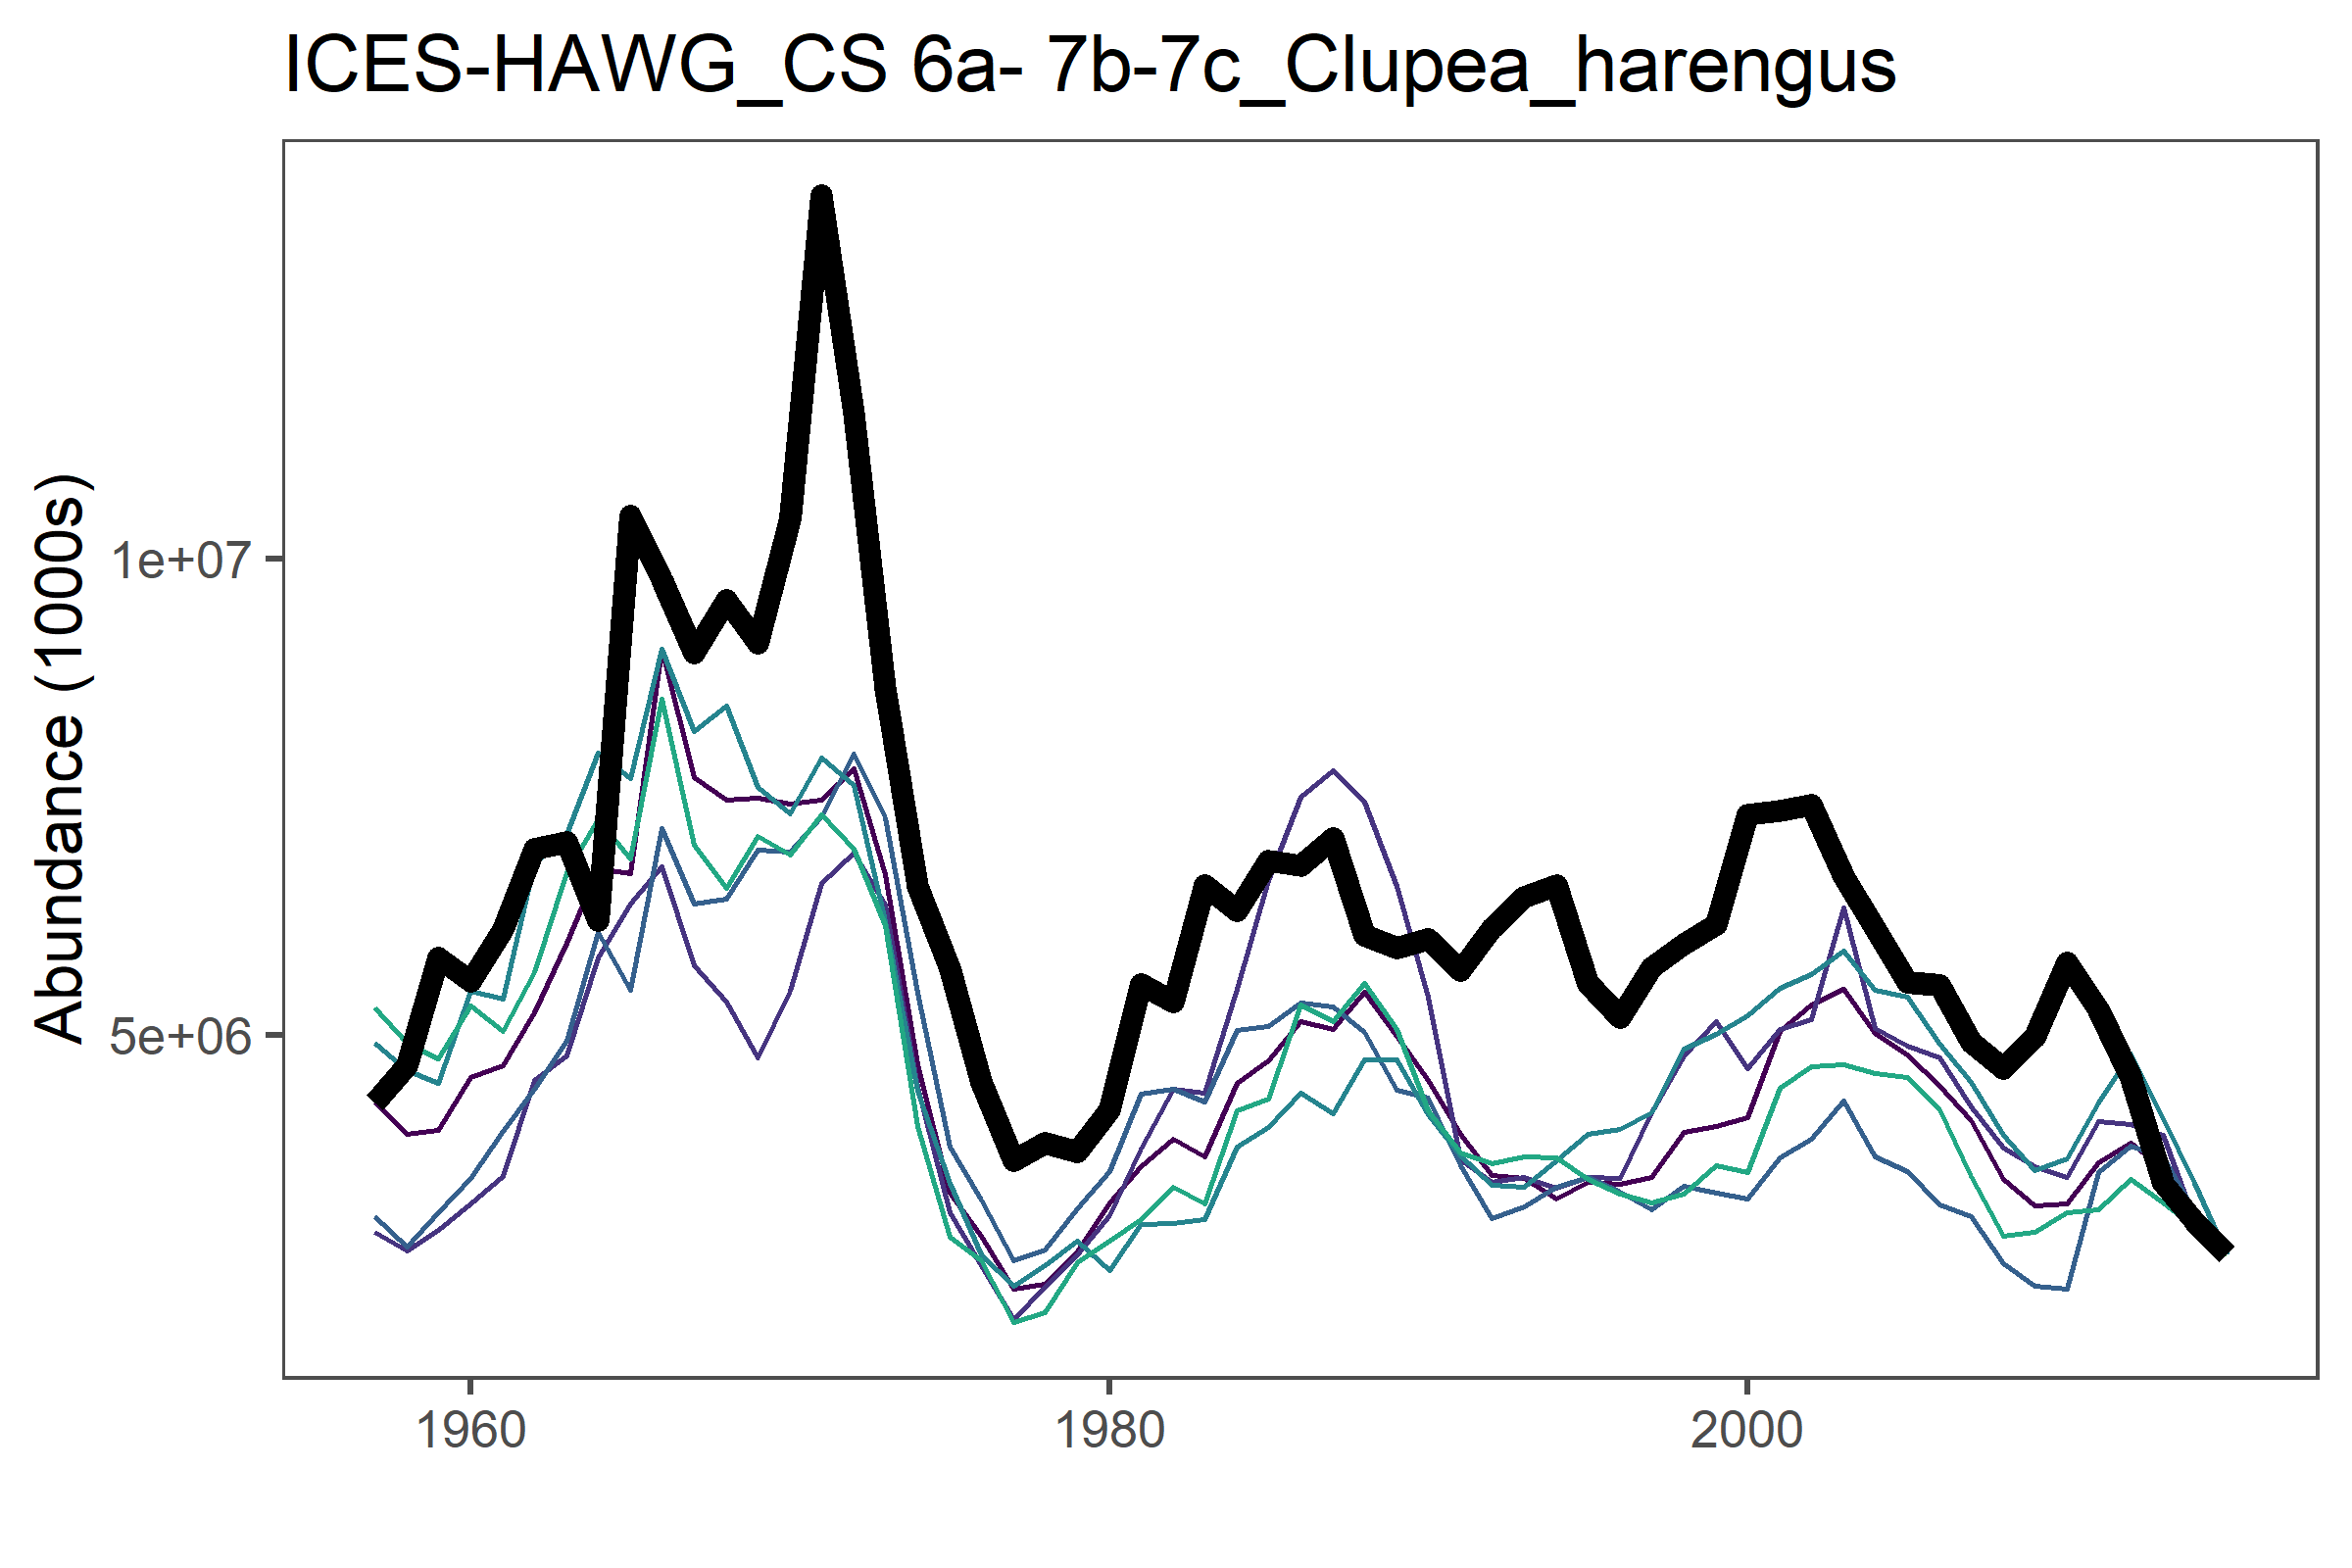 ICES-HAWG_CS 6a- 7b-7c_Clupea_harengus
Abundance (1000s)
1e+07
5e+06
1960
1980
2000